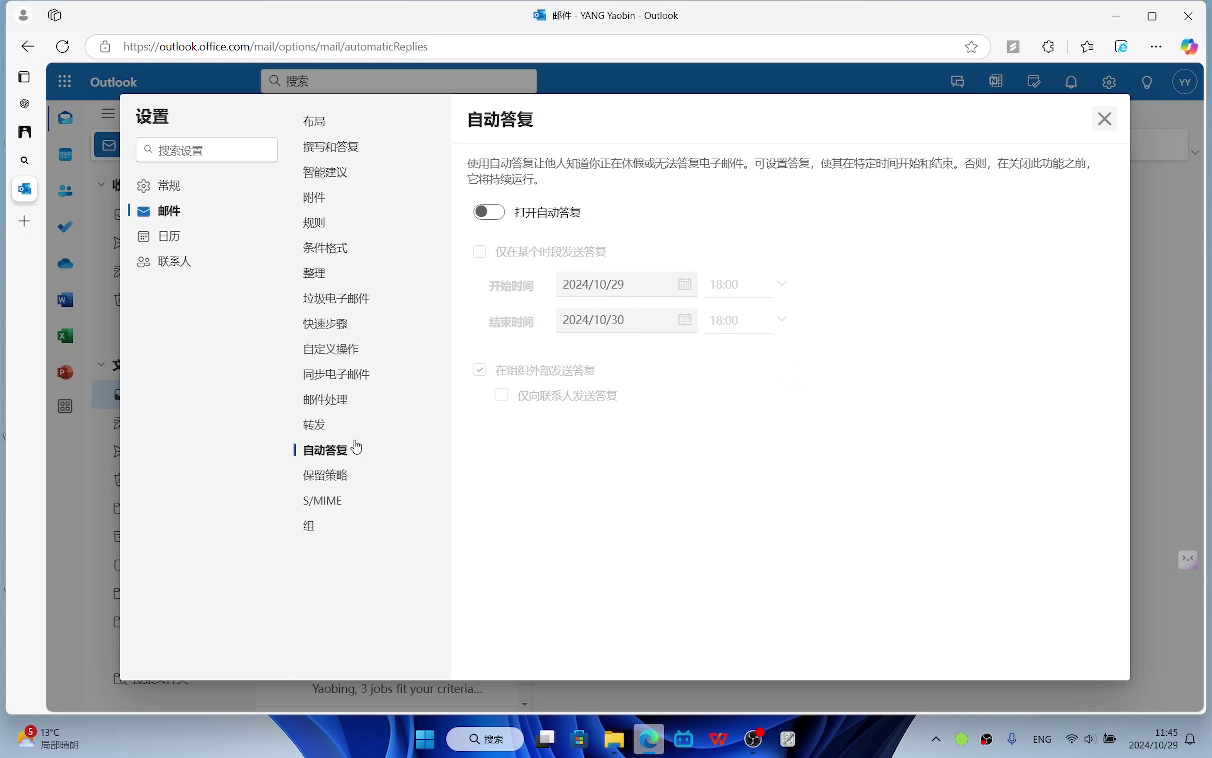 邮件 - YANG Yaobing - Outlook
https://outlook.office.com/mail/options/mail/automaticReplies
Outlook
搜索
YY
设置
搜索设置
常规
邮件
日历
联系人
布局
撰写和答复
智能建议
附件
规则
条件格式
整理
垃圾电子邮件
快速步骤
自定义操作
同步电子邮件
邮件处理
转发
自动答复
保留策略
S/MIME
组
自动答复
使用自动答复让他人知道你正在休假或无法答复电子邮件。可设置答复，使其在特定时间开始和结束。否则，在关闭此功能之前，
它将持续运行。
打开自动答复
仅在某个时段发送答复
开始时间 2024/10/29 18:00
结束时间 2024/10/30 18:00
在组织外部发送答复
仅向联系人发送答复
Yaobing, 3 jobs fit your criteria...
5
13°C
局部晴朗
搜索
ENG
11:45
2024/10/29